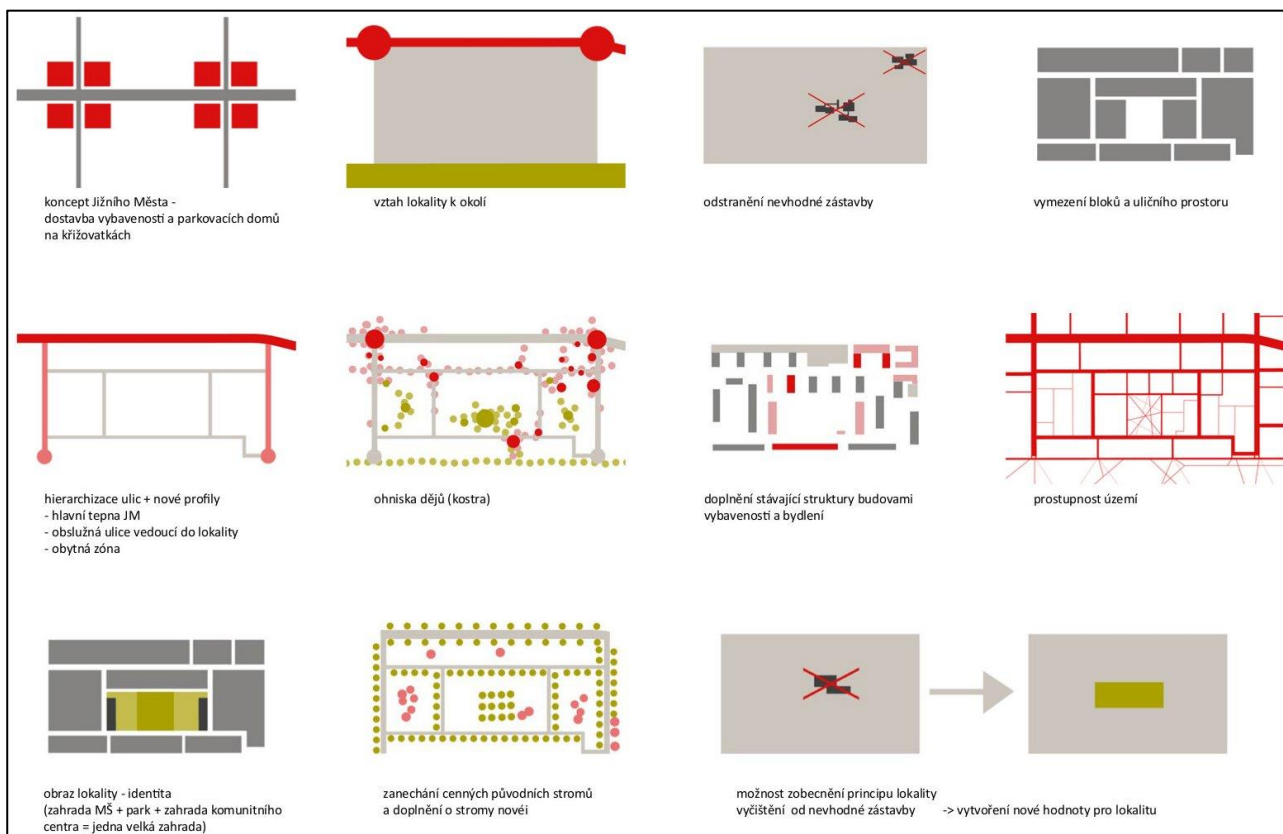 koncept Jižního Města -
dostavba vybavenosti a parkovacích domů
na křižovatkách
vztah lokality k okolí
odstranění nevhodné zástavby
vymezení bloků a uličního prostoru
hierarchizace ulic + nové profily
- hlavní tepna JM
- obslužná ulice vedoucí do lokality
- obytná zóna
ohniska dějů (kostra)
doplnění stávající struktury budovami
vybavenosti a bydlení
prostupnost území
obraz lokality - identita
(zahrada MŠ + park + zahrada komunitního
centra = jedna velká zahrada)
zanechání cenných původních stromů
a doplnění o stromy novéi
možnost zobecnění principu lokality
vyčištění od nevhodné zástavby -> vytvoření nové hodnoty pro lokalitu